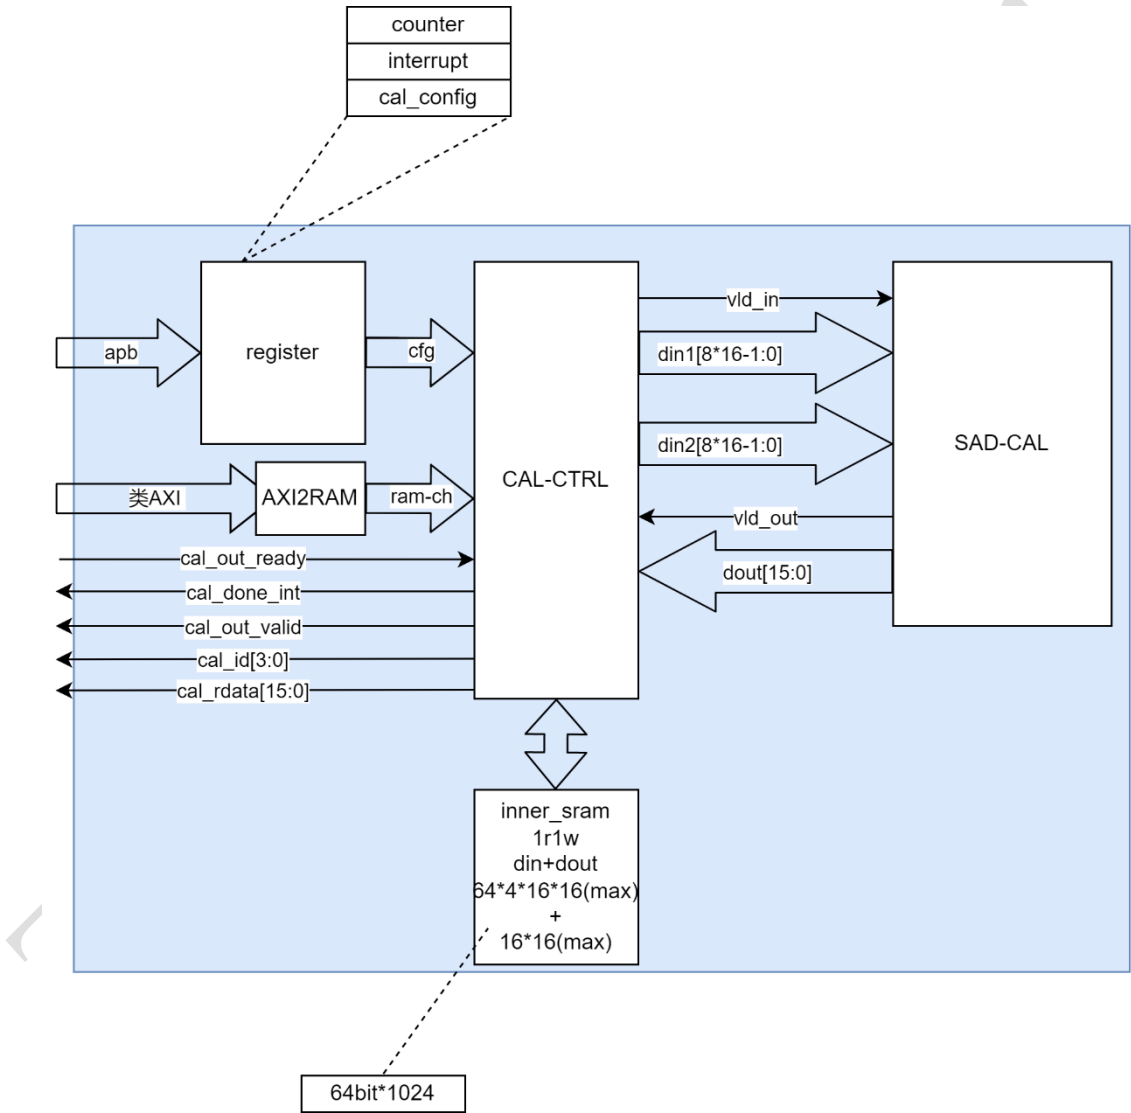 counter
interrupt
cal_config
apb
register
cfg
类AXI
AXI2RAM
ram-ch
cal_out_ready
cal_done_int
cal_out_valid
cal_id[3:0]
cal_rdata[15:0]
CAL-CTRL
vld_in
din1[8*16-1:0]
din2[8*16-1:0]
vld_out
dout[15:0]
SAD-CAL
inner_sram
1r1w
din+dout
64*4*16*16(max)
+
16*16(max)
64bit*1024